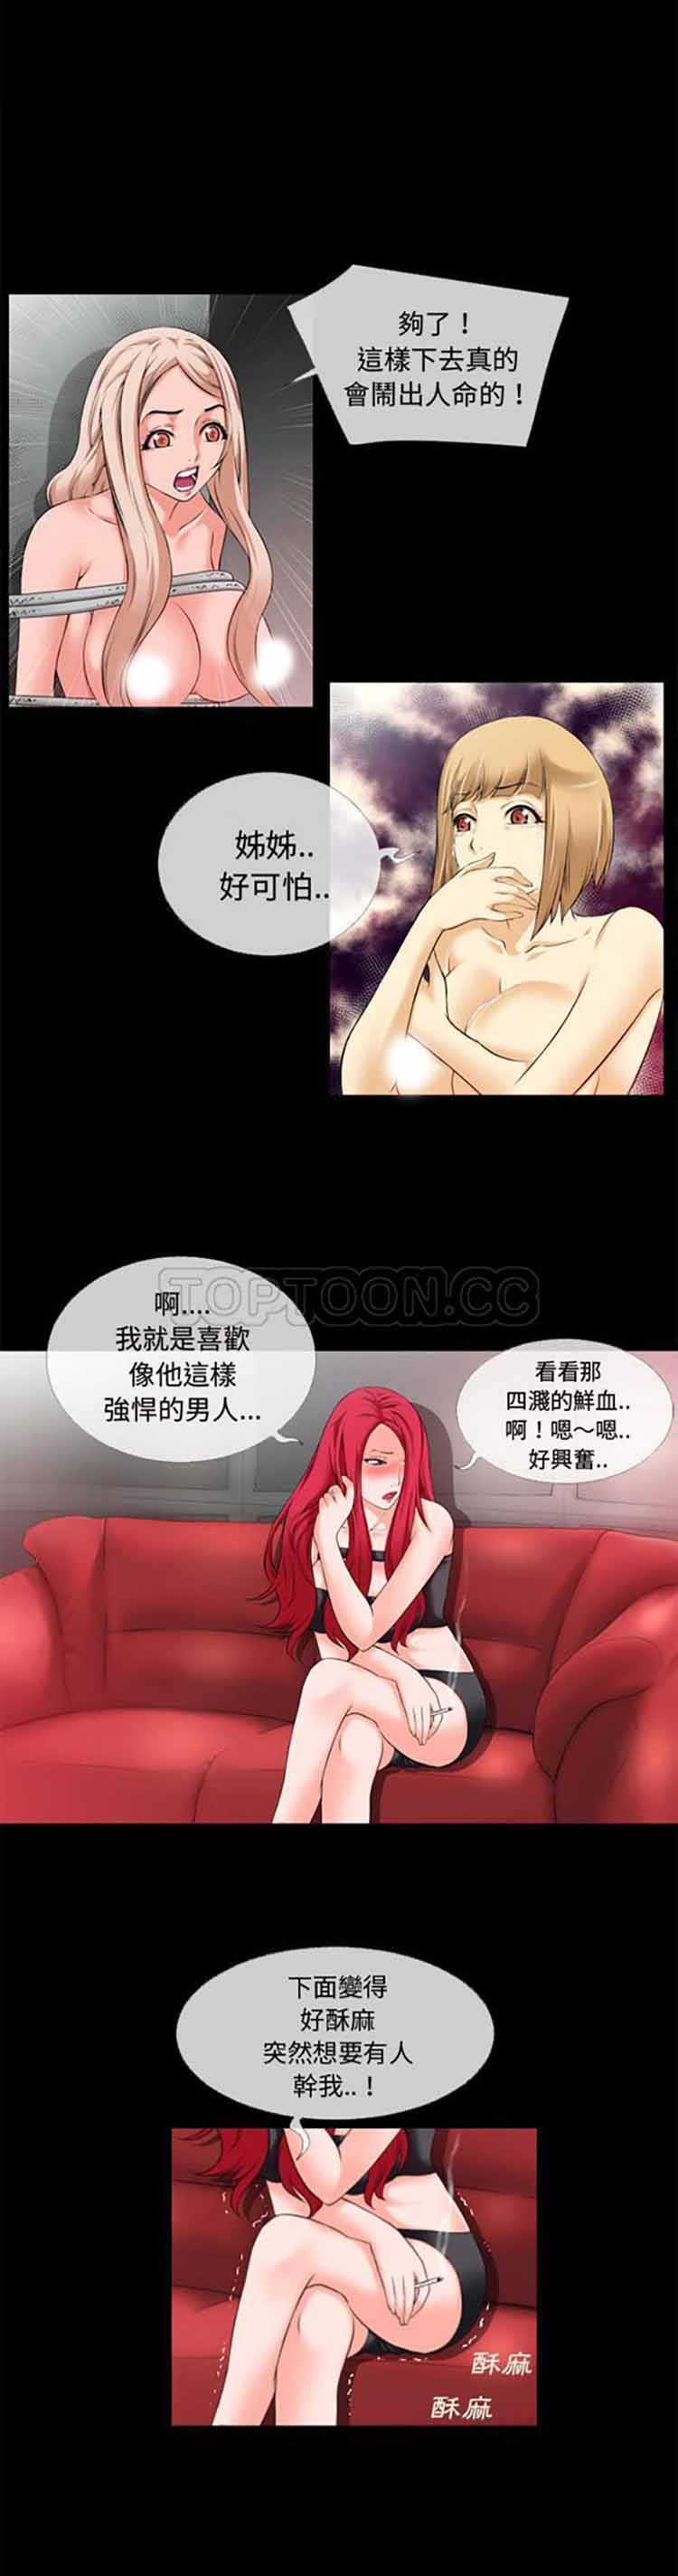 夠了！
這樣下去真的
會鬧出人命的！
姊姊..
好可怕..
TOPTOON.CC
啊....
我就是喜歡
像他這樣
強悍的男人...
看看那
四濺的鮮血..
啊！嗯～嗯..
好興奮..
下面變得
好酥麻
突然想要有人
幹我..！
酥麻
酥麻